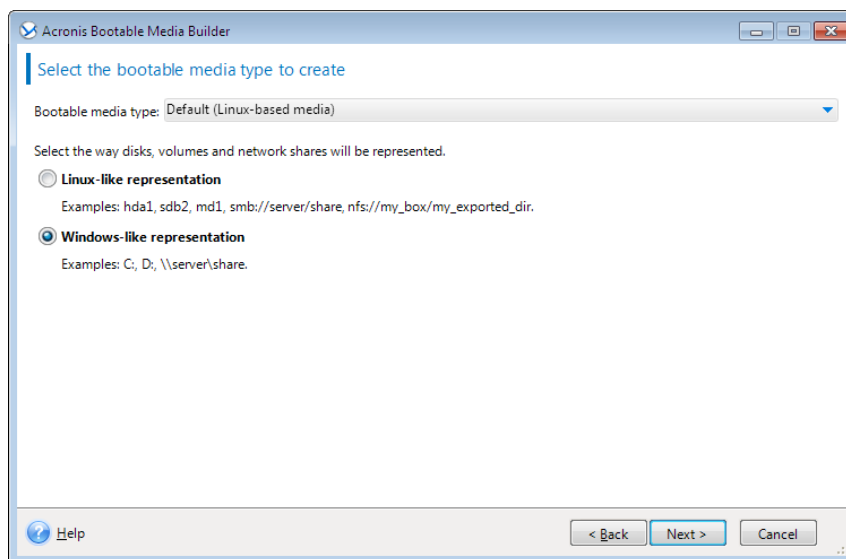 Acronis Bootable Media Builder
Select the bootable media type to create
Bootable media type: Default (Linux-based media)
Select the way disks, volumes and network shares will be represented.
Linux-like representation
Examples: hda1, sdb2, md1, smb://server/share, nfs://my_box/my_exported_dir.
Windows-like representation
Examples: C:, D:, \\server\share.
? Help
< Back Next > Cancel